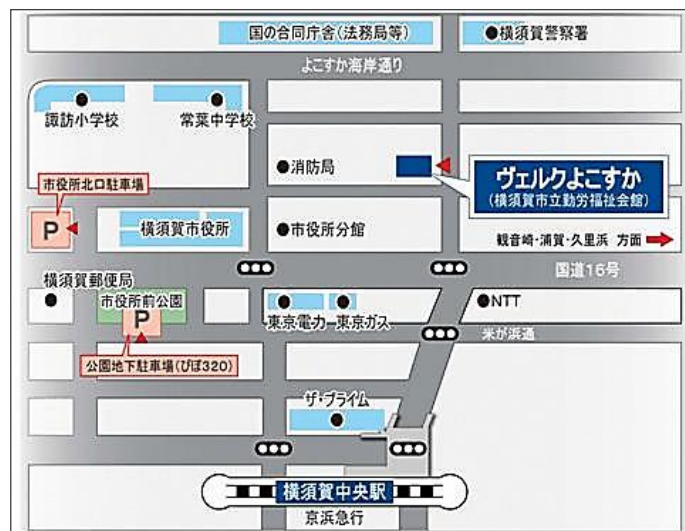 国の合同庁舎(法務局等)
横須賀警察署
よこすか海岸通り
諏訪小学校
常葉中学校
消防局
ヴェルクよこすか
(横須賀市立勤労福祉会館)
市役所北口駐車場
P
横須賀市役所
市役所分館
観音崎・浦賀・久里浜 方面
国道16号
横須賀郵便局
市役所前公園
P
東京電力
東京ガス
NTT
米が浜通
公園地下駐車場(ぴぽ320)
ザ・プライム
横須賀中央駅
京浜急行